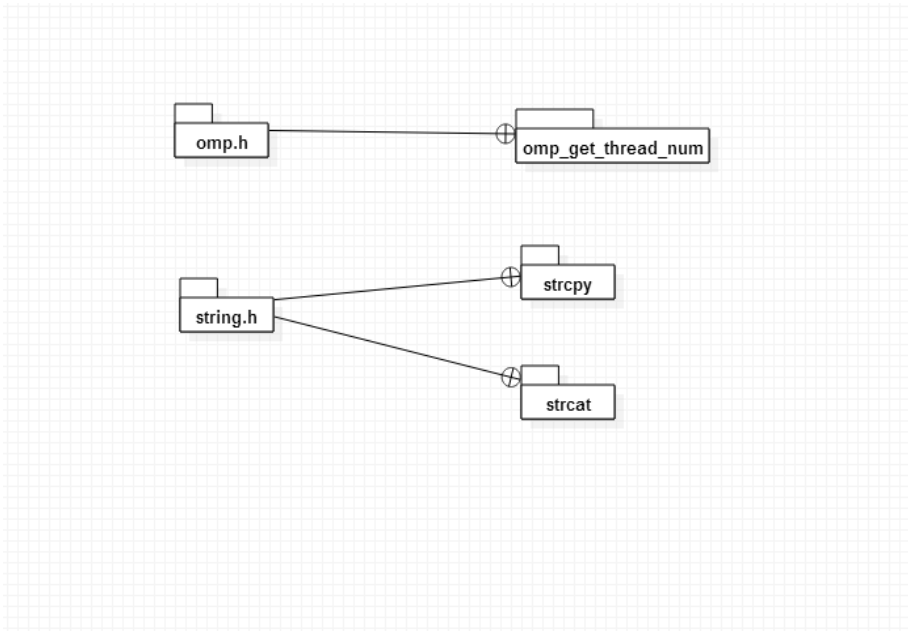 omp.h
omp_get_thread_num
string.h
strcpy
strcat